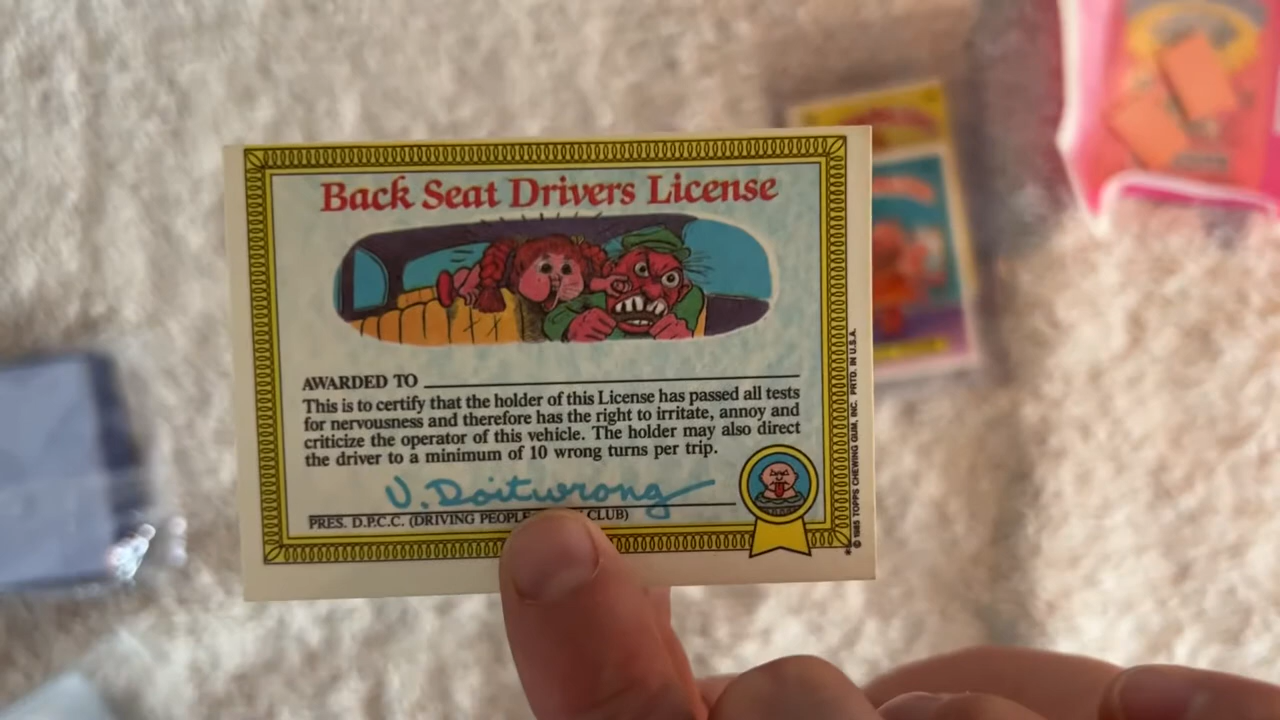 Back Seat Drivers License
AWARDED TO
This is to certify that the holder of this License has passed all tests
for nervousness and therefore has the right to irritate, annoy and
criticize the operator of this vehicle. The holder may also direct
the driver to a minimum of 10 wrong turns per trip.
U. Doitwrong
PRES. D.P.C.C. (DRIVING PEOPLE CLUB)
* © 1985 TOPPS CHEWING GUM, INC. PRTD. IN U.S.A.